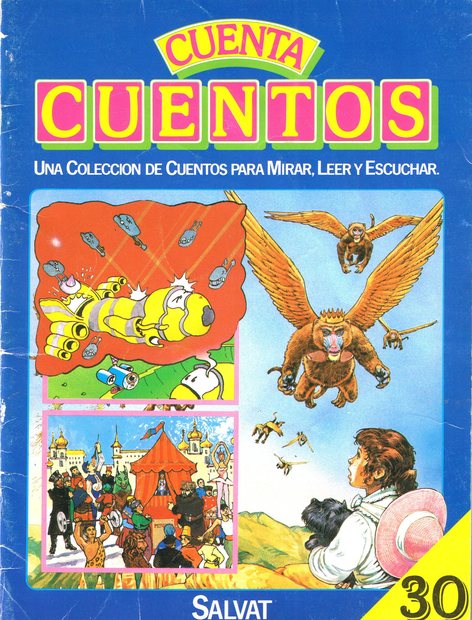 CUENTA
CUENTOS
UNA COLECCION DE CUENTOS PARA MIRAR, LEER Y ESCUCHAR.
SALVAT
30